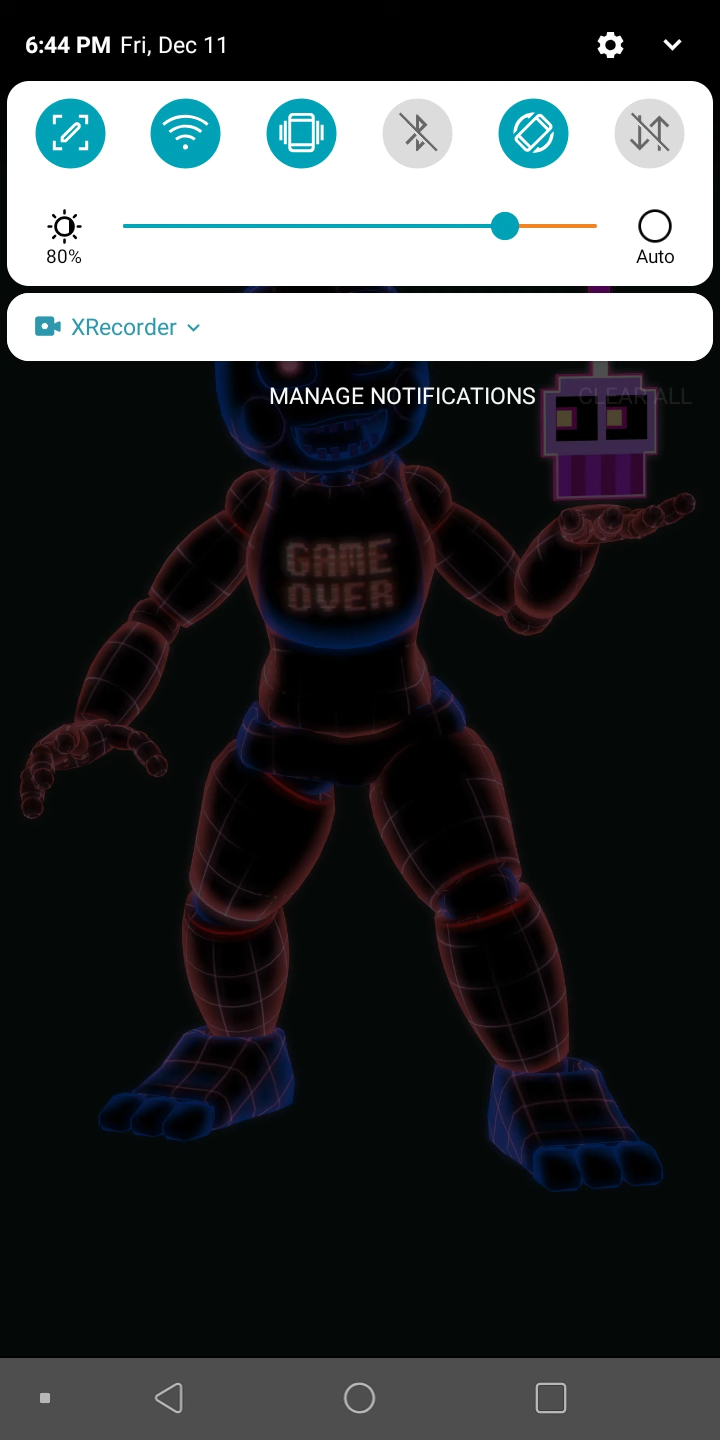 6:44 PM Fri, Dec 11
80%
Auto
XRecorder
MANAGE NOTIFICATIONS CLEAR ALL
GAME
OVER